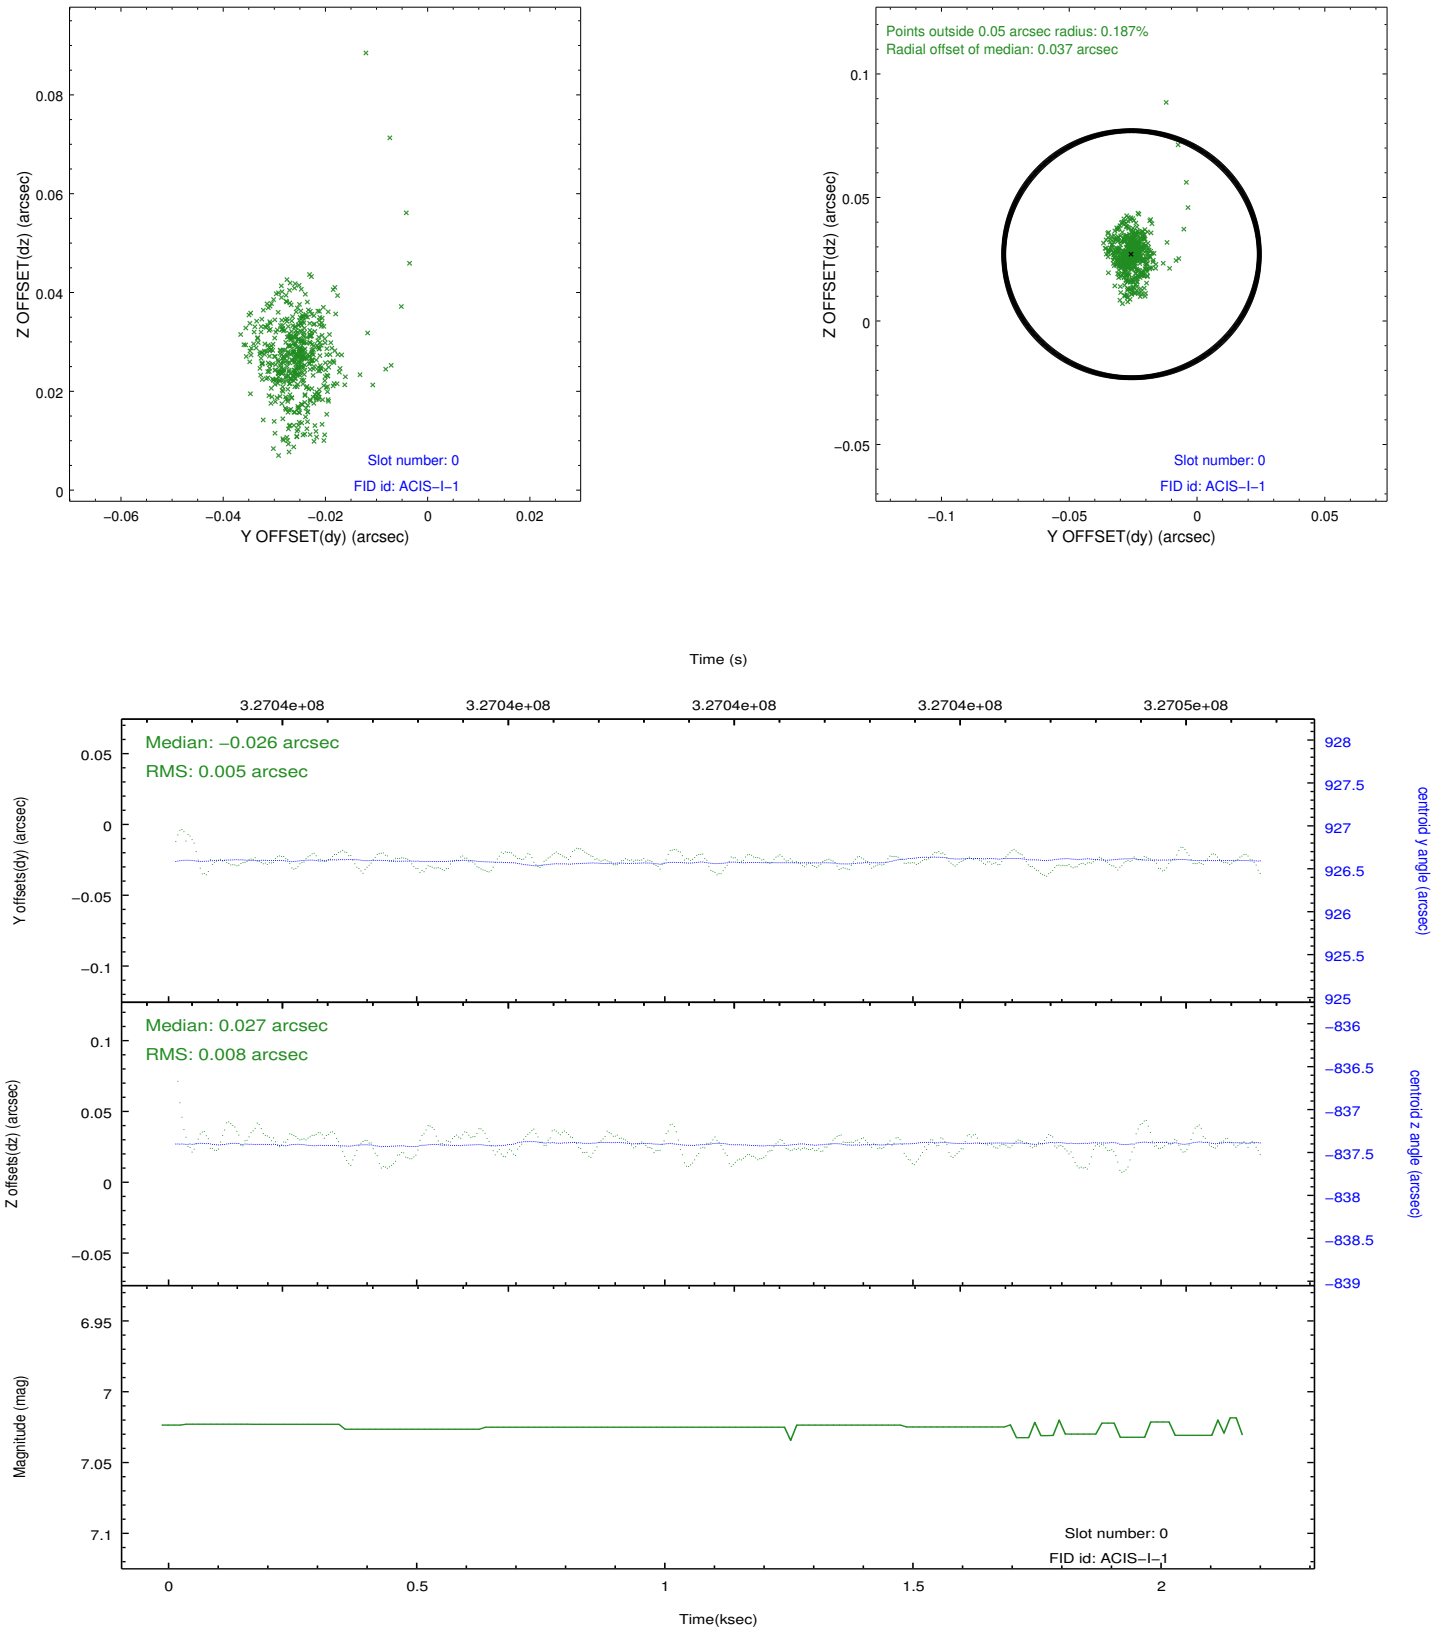 0.08
0.06
0.04
0.02
0
−0.06
−0.04
−0.02
0
0.02
Z OFFSET(dz) (arcsec)
Y OFFSET(dy) (arcsec)
Slot number: 0
FID id: ACIS−I−1
Points outside 0.05 arcsec radius: 0.187%
Radial offset of median: 0.037 arcsec
0.1
0.05
0
−0.05
−0.1
−0.05
0
0.05
Z OFFSET(dz) (arcsec)
Y OFFSET(dy) (arcsec)
Slot number: 0
FID id: ACIS−I−1
Time (s)
3.2704e+08
3.2704e+08
3.2704e+08
3.2704e+08
3.2705e+08
Median: −0.026 arcsec
RMS: 0.005 arcsec
0.05
0
−0.05
−0.1
Y offsets(dy) (arcsec)
928
927.5
927
926.5
926
925.5
925
centroid y angle (arcsec)
Median: 0.027 arcsec
RMS: 0.008 arcsec
0.1
0.05
0
−0.05
Z offsets(dz) (arcsec)
−836
−836.5
−837
−837.5
−838
−838.5
−839
centroid z angle (arcsec)
6.95
7
7.05
7.1
Magnitude (mag)
Slot number: 0
FID id: ACIS−I−1
0
0.5
1
1.5
2
Time(ksec)